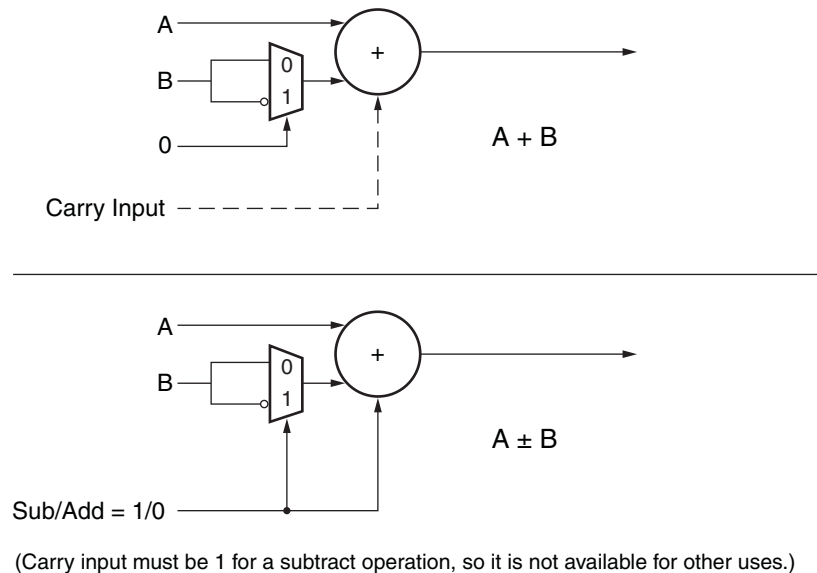 A
B
0
1
+
0
A + B
Carry Input
A
B
0
1
+
A ± B
Sub/Add = 1/0
(Carry input must be 1 for a subtract operation, so it is not available for other uses.)